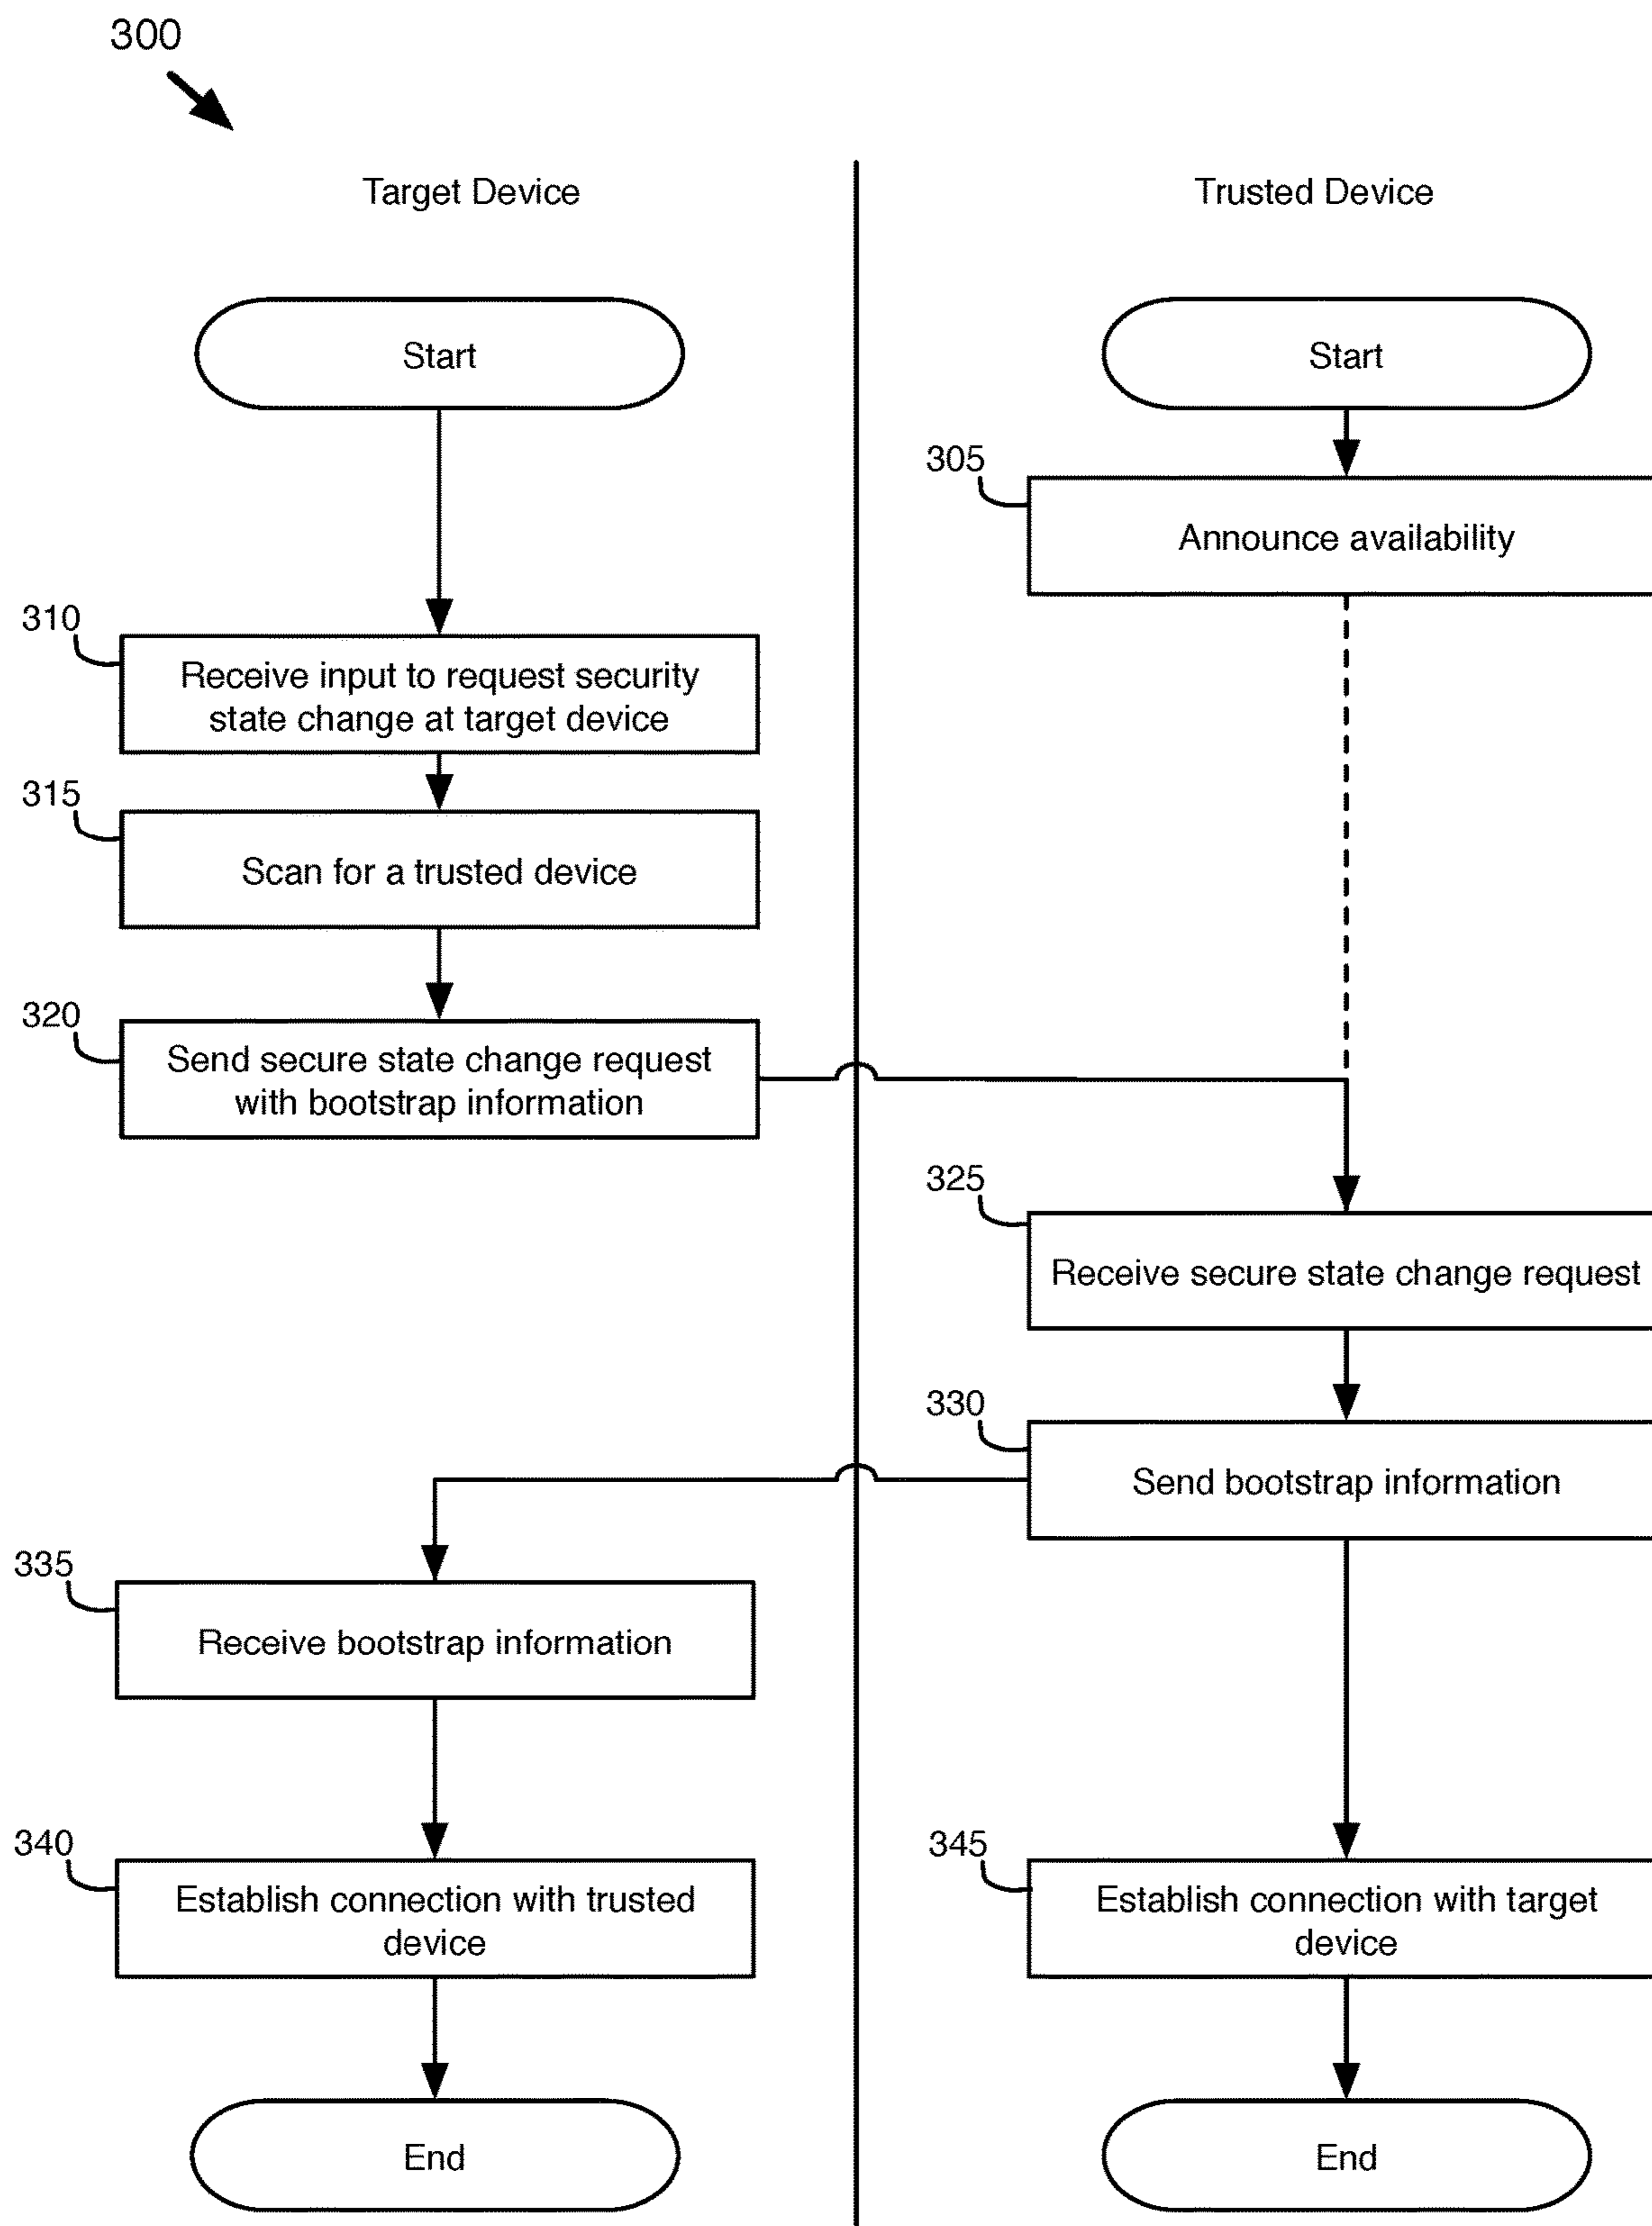 300
Target Device
Trusted Device
Start
Start
305
Announce availability
310
Receive input to request security
state change at target device
315
Scan for a trusted device
320
Send secure state change request
with bootstrap information
325
Receive secure state change request
330
Send bootstrap information
335
Receive bootstrap information
340
Establish connection with trusted
device
345
Establish connection with target
device
End
End